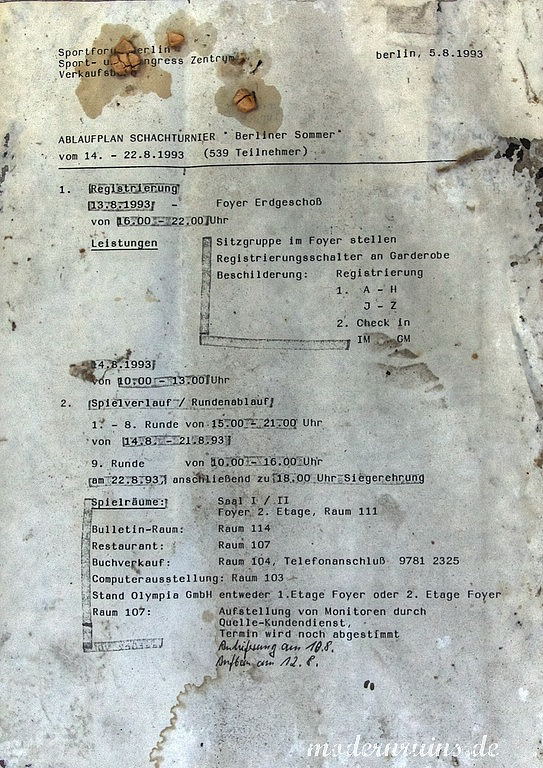 Sportforum Berlin
Sport- u. Kongress Zentrum
Verkaufsb
berlin, 5.8.1993
ABLAUFPLAN SCHACHTURNIER " Berliner Sommer"
vom 14. - 22.8.1993 (539 Teilnehmer)
1. Registrierung
13.8.1993 - Foyer Erdgeschoß
von 16.00 - 22.00 Uhr
Leistungen Sitzgruppe im Foyer stellen
Registrierungsschalter an Garderobe
Beschilderung: Registrierung
1. A - H
J - Z
2. Check in
IM GM
14.8.1993
von 10.00 - 13.00 Uhr
2. Spielverlauf / Rundenablauf
1. - 8. Runde von 15.00 - 21.00 Uhr
von 14.8. - 21.8.93
9. Runde von 10.00 - 16.00 Uhr
am 22.8.93 anschließend zu 18.00 Uhr Siegerehrung
Spielräume: Saal I / II
Foyer 2. Etage, Raum 111
Bulletin-Raum: Raum 114
Restaurant: Raum 107
Buchverkauf: Raum 104, Telefonanschluß 9781 2325
Computerausstellung: Raum 103
Stand Olympia GmbH entweder 1.Etage Foyer oder 2. Etage Foyer
Raum 107: Aufstellung von Monitoren durch
Quelle-Kundendienst,
Termin wird noch abgestimmt
Anlieferung am 10.8.
Aufbau am 12.8.
modernruins.de